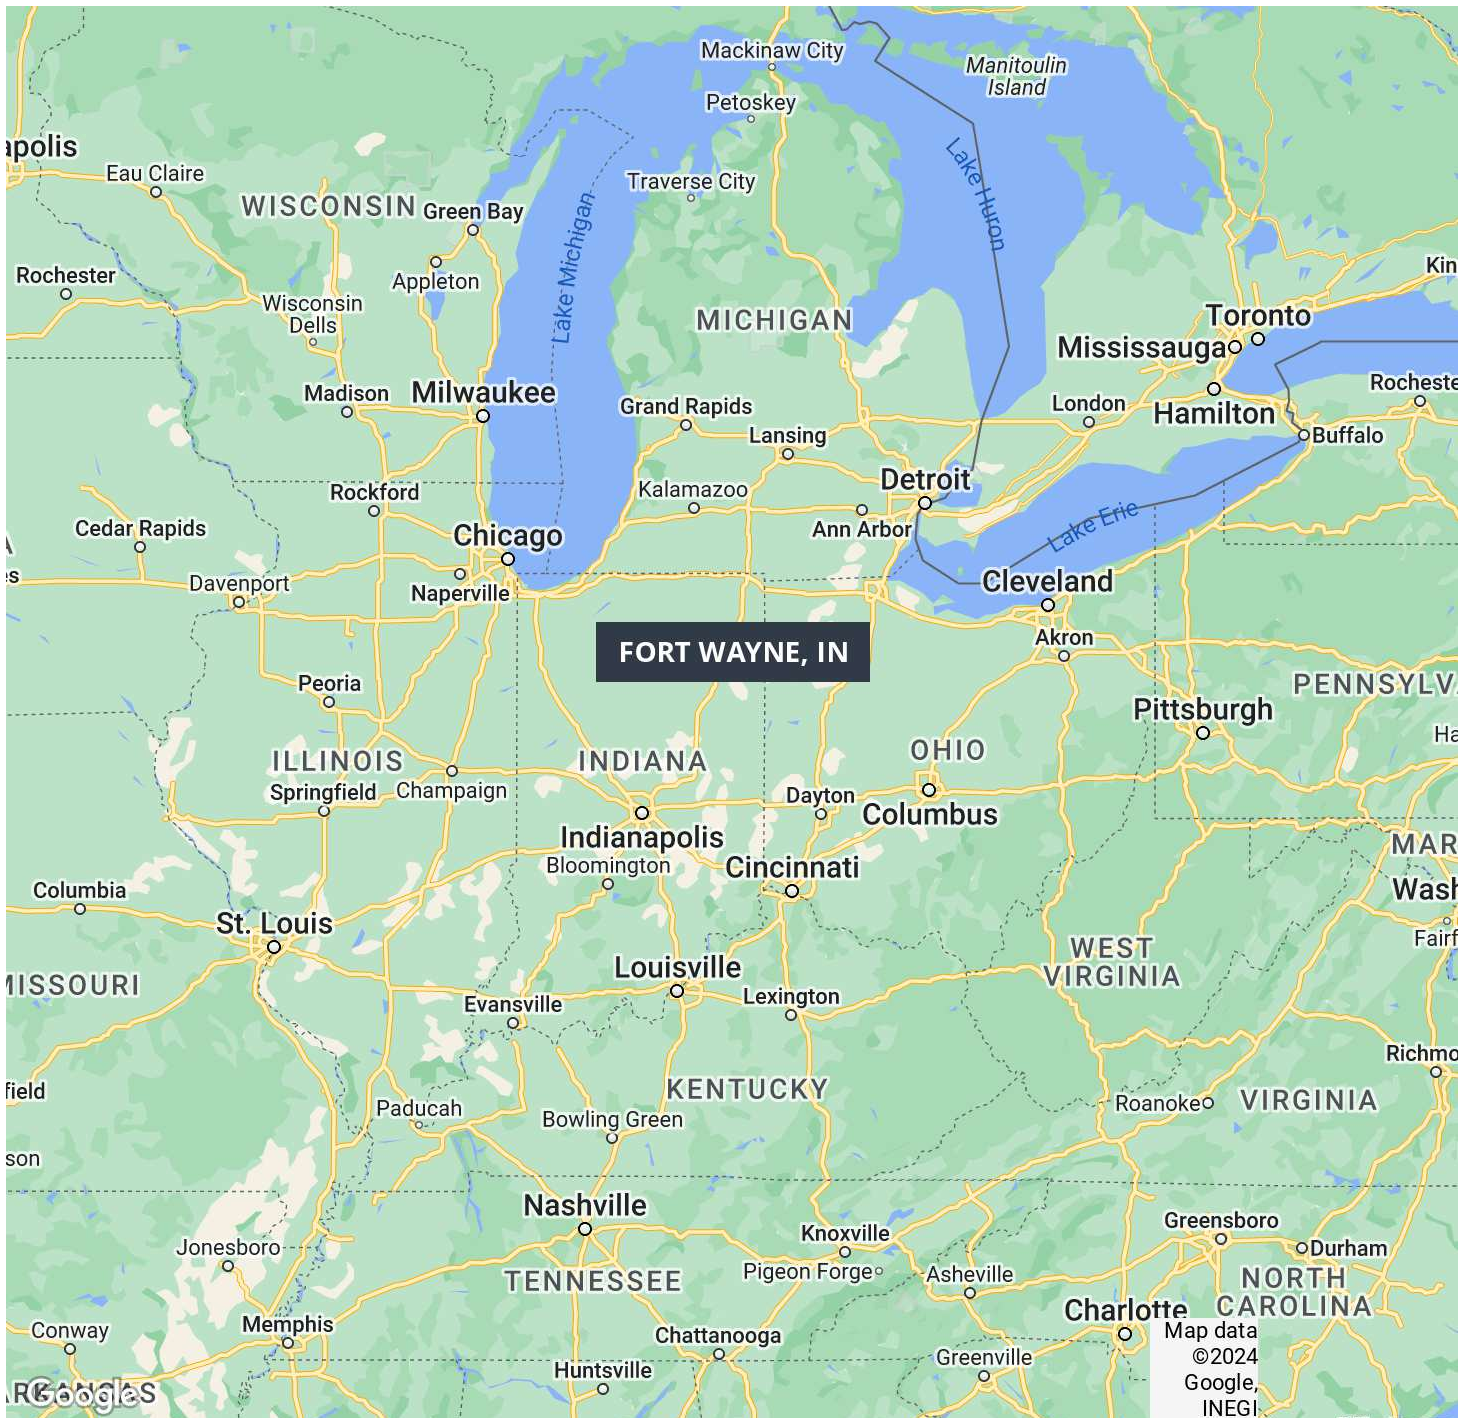 Mackinaw City
Manitoulin
Island
Petoskey
apolis
Eau Claire
Lake Huron
Traverse City
WISCONSIN
Green Bay
Lake Michigan
Rochester
Appleton
Kin
Wisconsin
Dells
MICHIGAN
Toronto
Mississauga
Madison
Milwaukee
Grand Rapids
London
Hamilton
Rocheste
Lansing
Buffalo
Detroit
Rockford
Kalamazoo
Ann Arbor
Lake Erie
Cedar Rapids
Chicago
A
es
Davenport
Naperville
Cleveland
Akron
FORT WAYNE, IN
Peoria
PENNSYLVA
Pittsburgh
Ha
ILLINOIS
INDIANA
OHIO
Springfield
Champaign
Dayton
Columbus
Indianapolis
MAR
Bloomington
Cincinnati
Columbia
Wash
St. Louis
Fairf
WEST
VIRGINIA
MISSOURI
Louisville
Evansville
Lexington
Richmo
field
KENTUCKY
Paducah
Bowling Green
Roanoke
VIRGINIA
son
Nashville
Knoxville
Greensboro
Jonesboro
Pigeon Forge
Durham
TENNESSEE
Asheville
NORTH
CAROLINA
Memphis
Charlotte
Conway
Chattanooga
Huntsville
Greenville
ARKANSAS
Google
Map data
©2024
Google,
INEGI